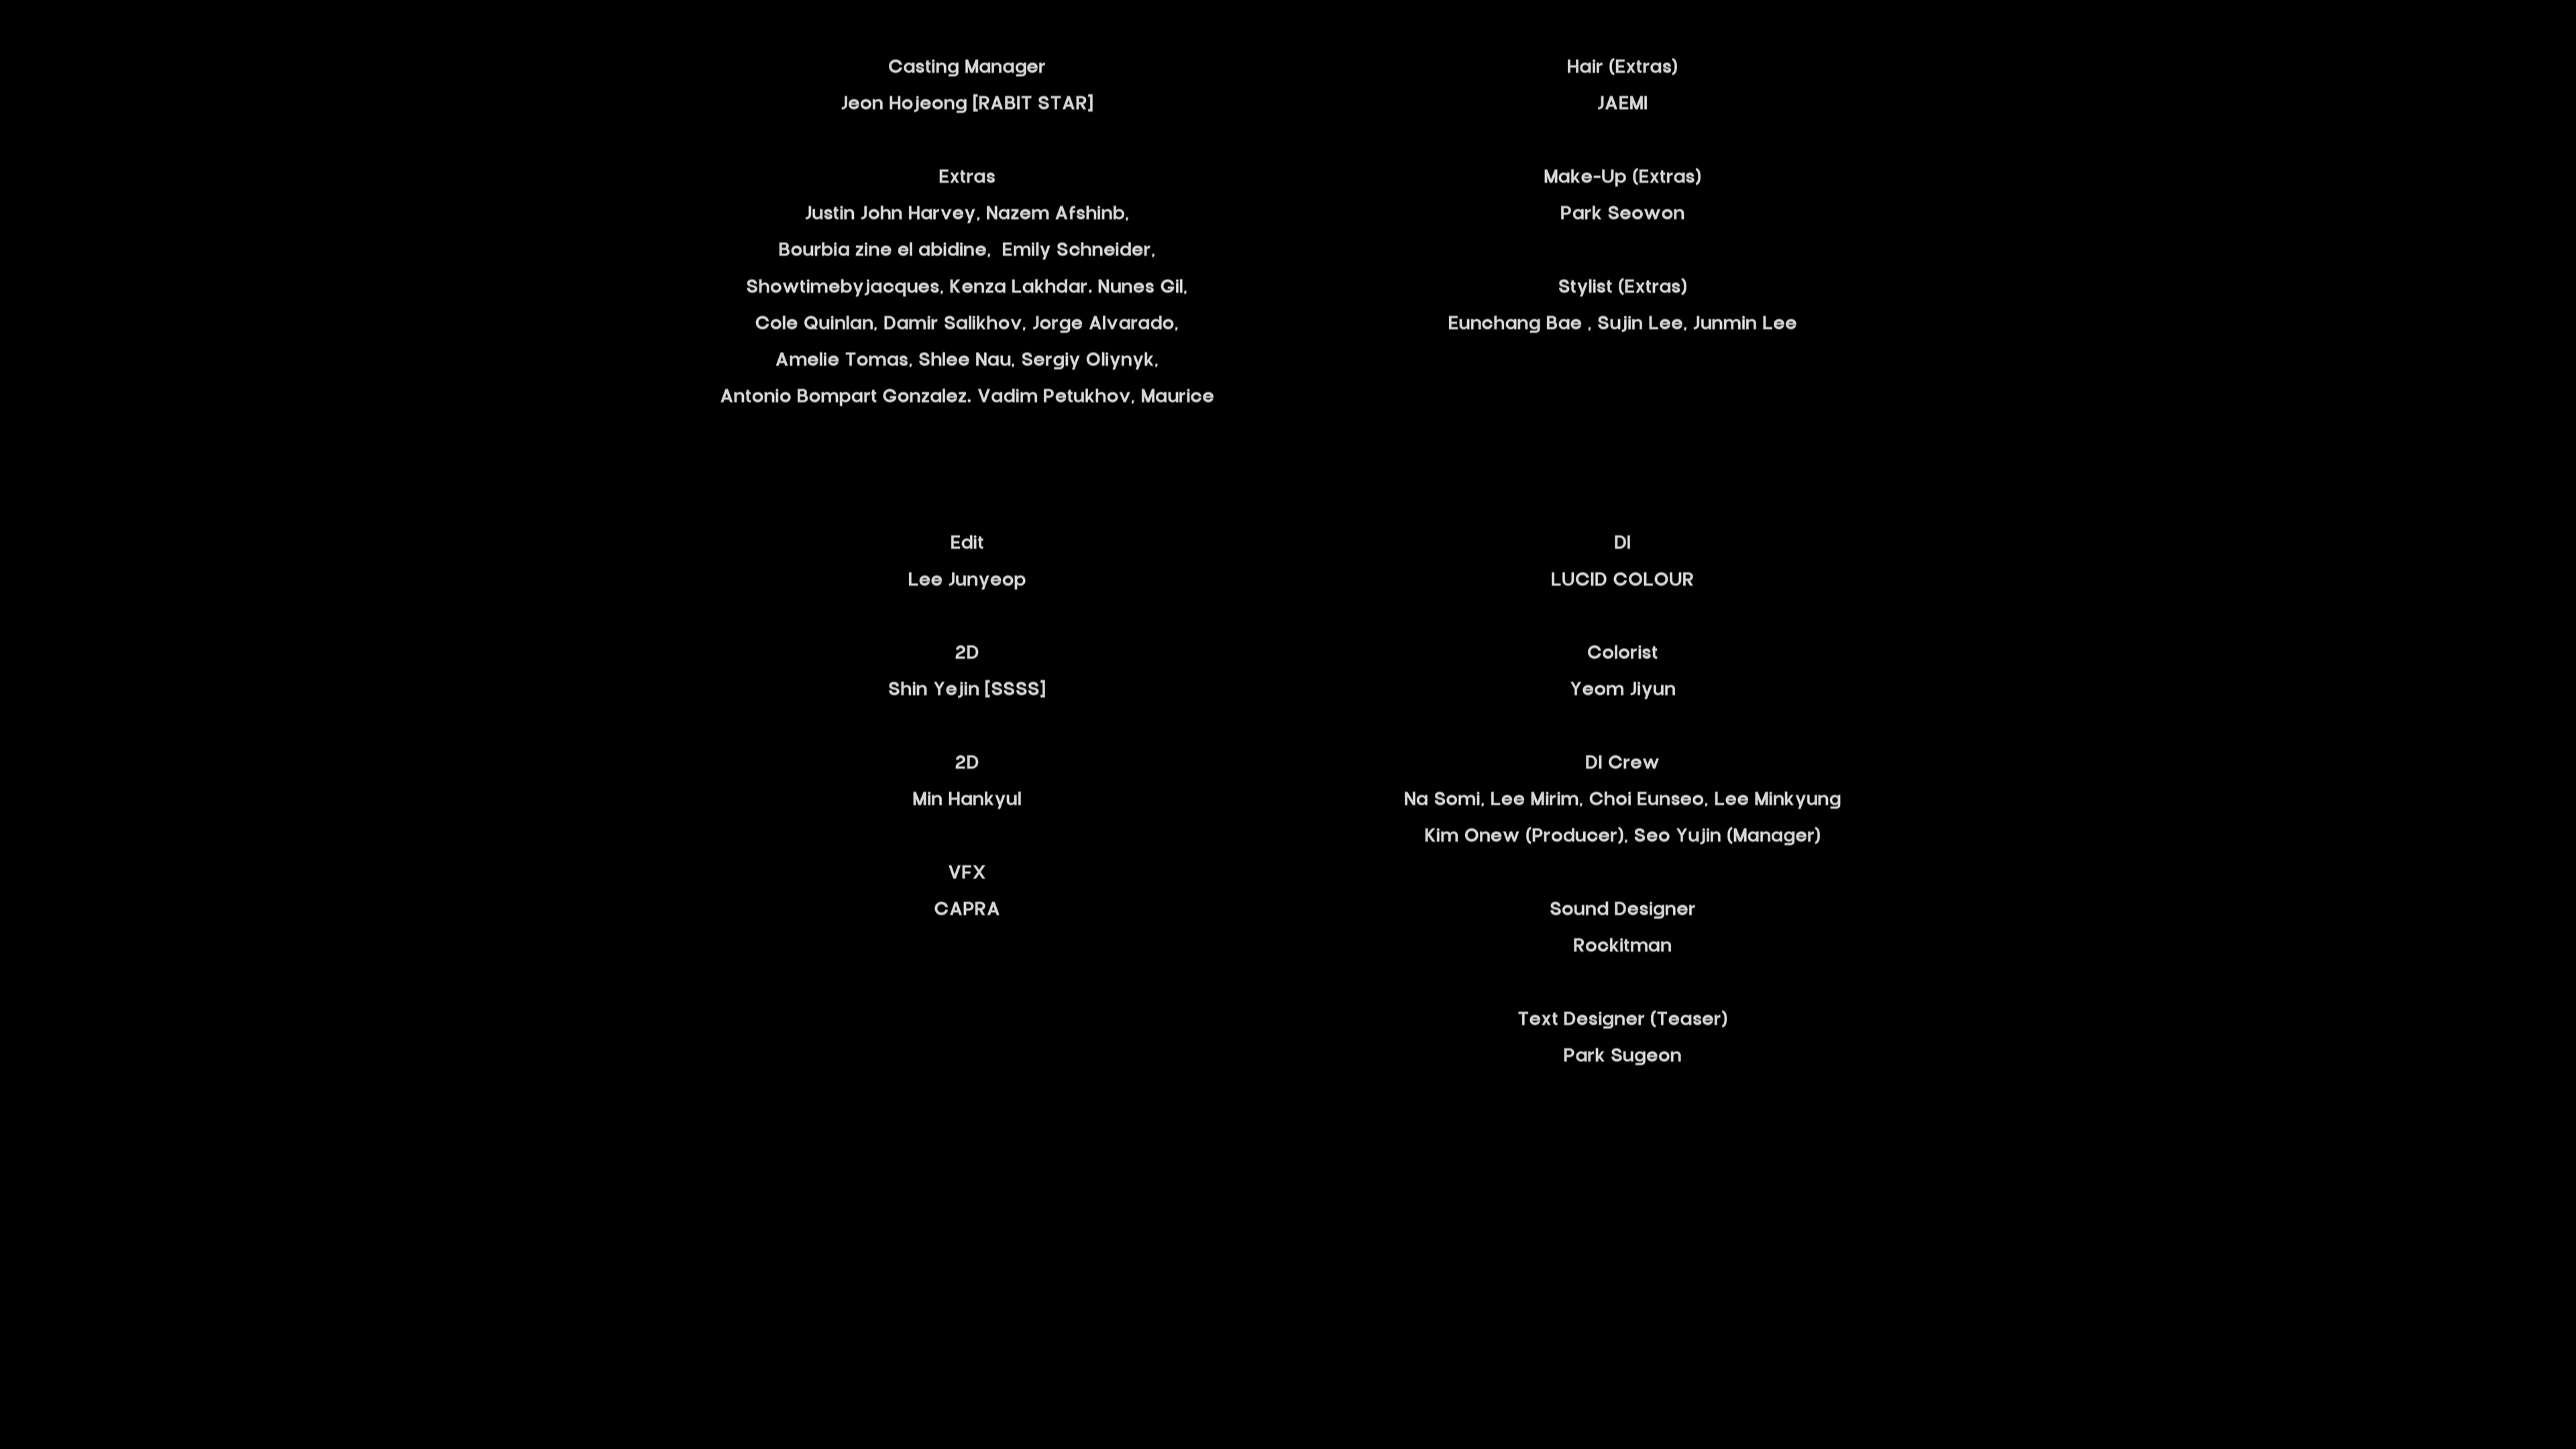 Casting Manager
Jeon Hojeong [RABIT STAR]
Extras
Justin John Harvey, Nazem Afshinb,
Bourbia zine el abidine,  Emily Schneider,
Showtimebyjacques, Kenza Lakhdar. Nunes Gil,
Cole Quinlan, Damir Salikhov, Jorge Alvarado,
Amelie Tomas, Shlee Nau, Sergiy Oliynyk,
Antonio Bompart Gonzalez. Vadim Petukhov, Maurice
Hair (Extras)
JAEMI
Make-Up (Extras)
Park Seowon
Stylist (Extras)
Eunchang Bae , Sujin Lee, Junmin Lee
Edit
Lee Junyeop
2D
Shin Yejin [SSSS]
2D
Min Hankyul
VFX
CAPRA
DI
LUCID COLOUR
Colorist
Yeom Jiyun
DI Crew
Na Somi, Lee Mirim, Choi Eunseo, Lee Minkyung
Kim Onew (Producer), Seo Yujin (Manager)
Sound Designer
Rockitman
Text Designer (Teaser)
Park Sugeon